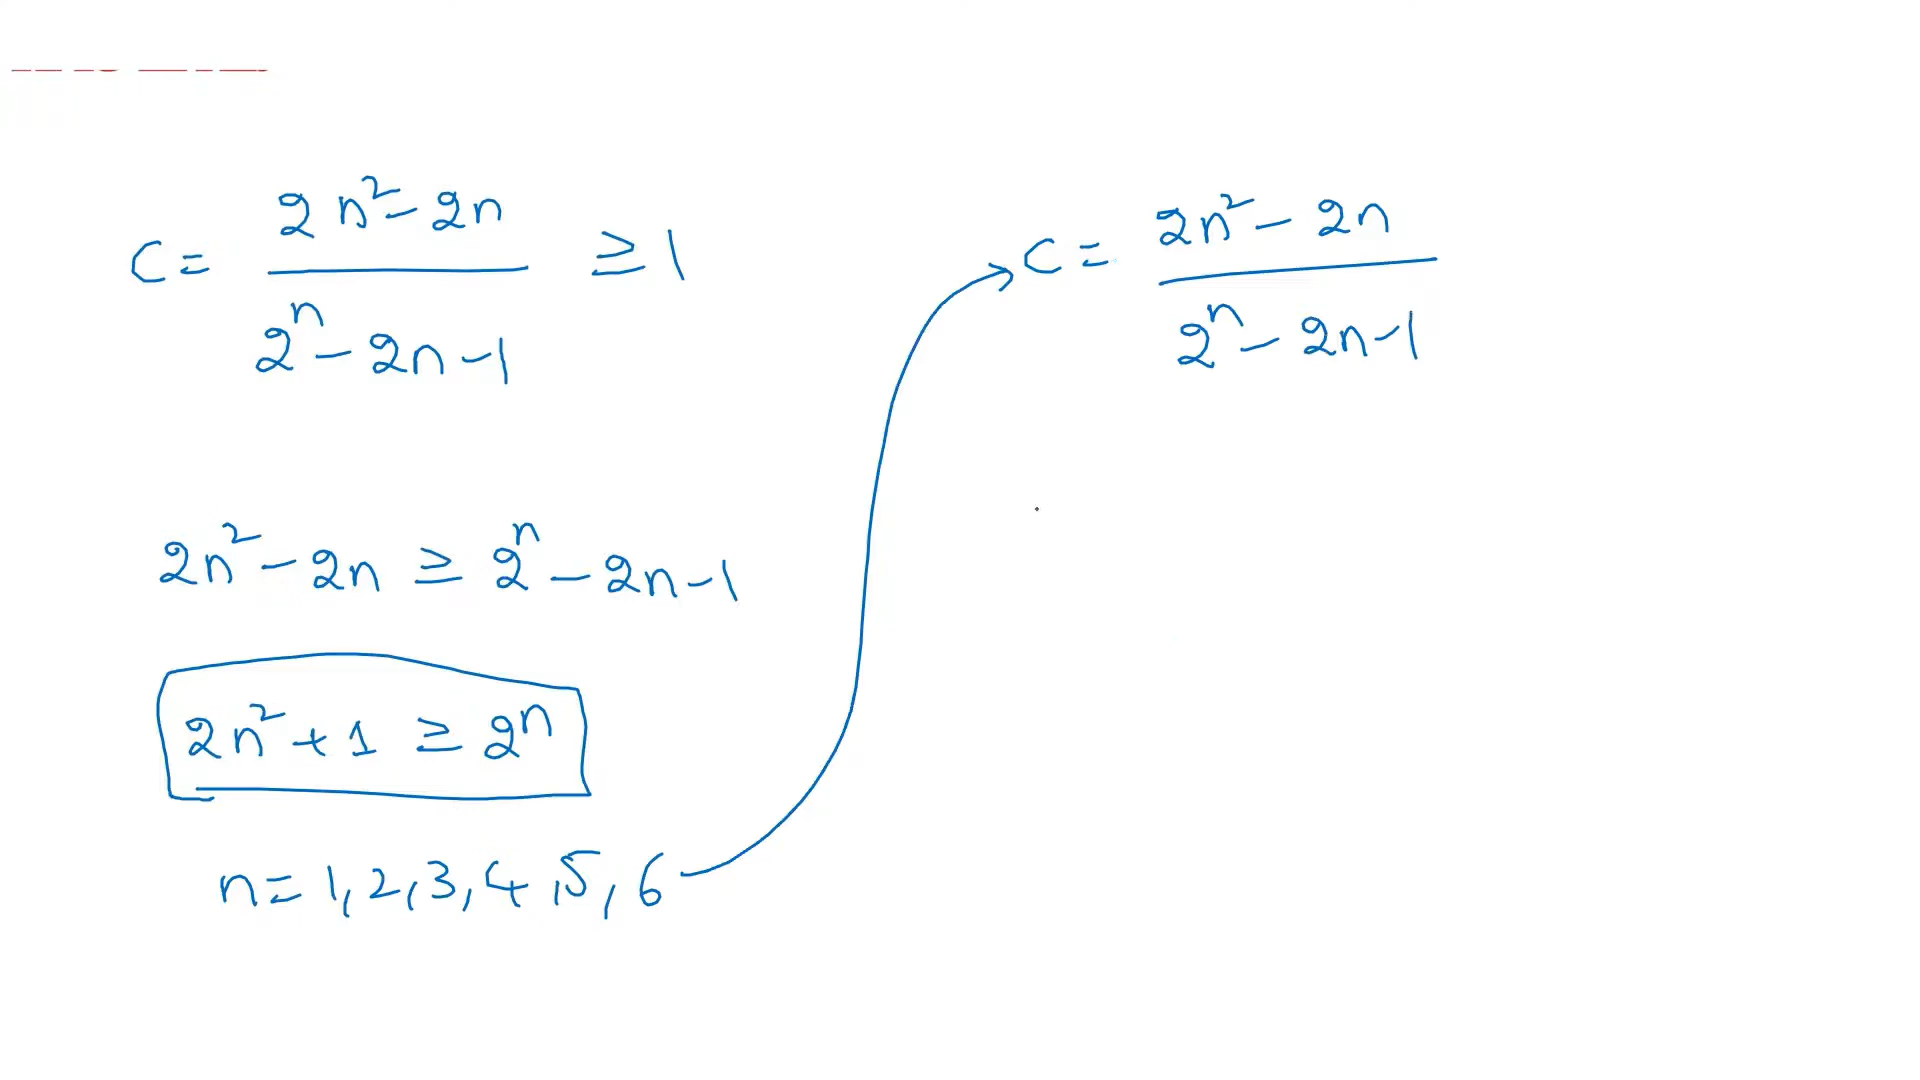 C = (2n² - 2n) / (2ⁿ - 2n - 1) ≥ 1
2n² - 2n ≥ 2ⁿ - 2n - 1
2n² + 1 ≥ 2ⁿ
n = 1, 2, 3, 4, 5, 6
C = (2n² - 2n) / (2ⁿ - 2n - 1)